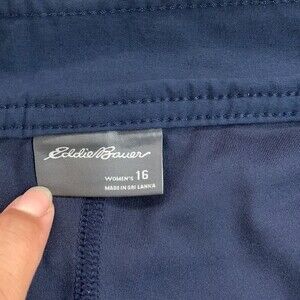 Eddie Bauer
WOMEN'S 16
MADE IN SRI LANKA